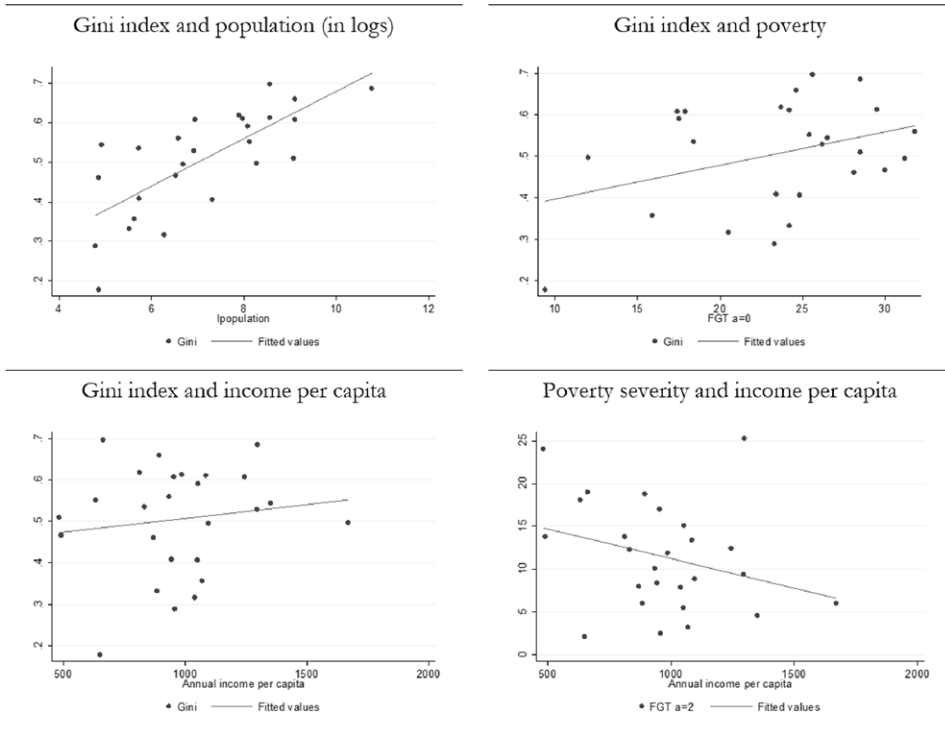 Gini index and population (in logs)
.7
.6
.5
.4
.3
.2
4 6 8 10 12
lpopulation
Gini Fitted values
Gini index and poverty
.7
.6
.5
.4
.3
.2
10 15 20 25 30
FGT a=0
Gini Fitted values
Gini index and income per capita
.7
.6
.5
.4
.3
.2
500 1000 1500 2000
Annual income per capita
Gini Fitted values
Poverty severity and income per capita
25
20
15
10
5
0
500 1000 1500 2000
Annual income per capita
FGT a=2 Fitted values